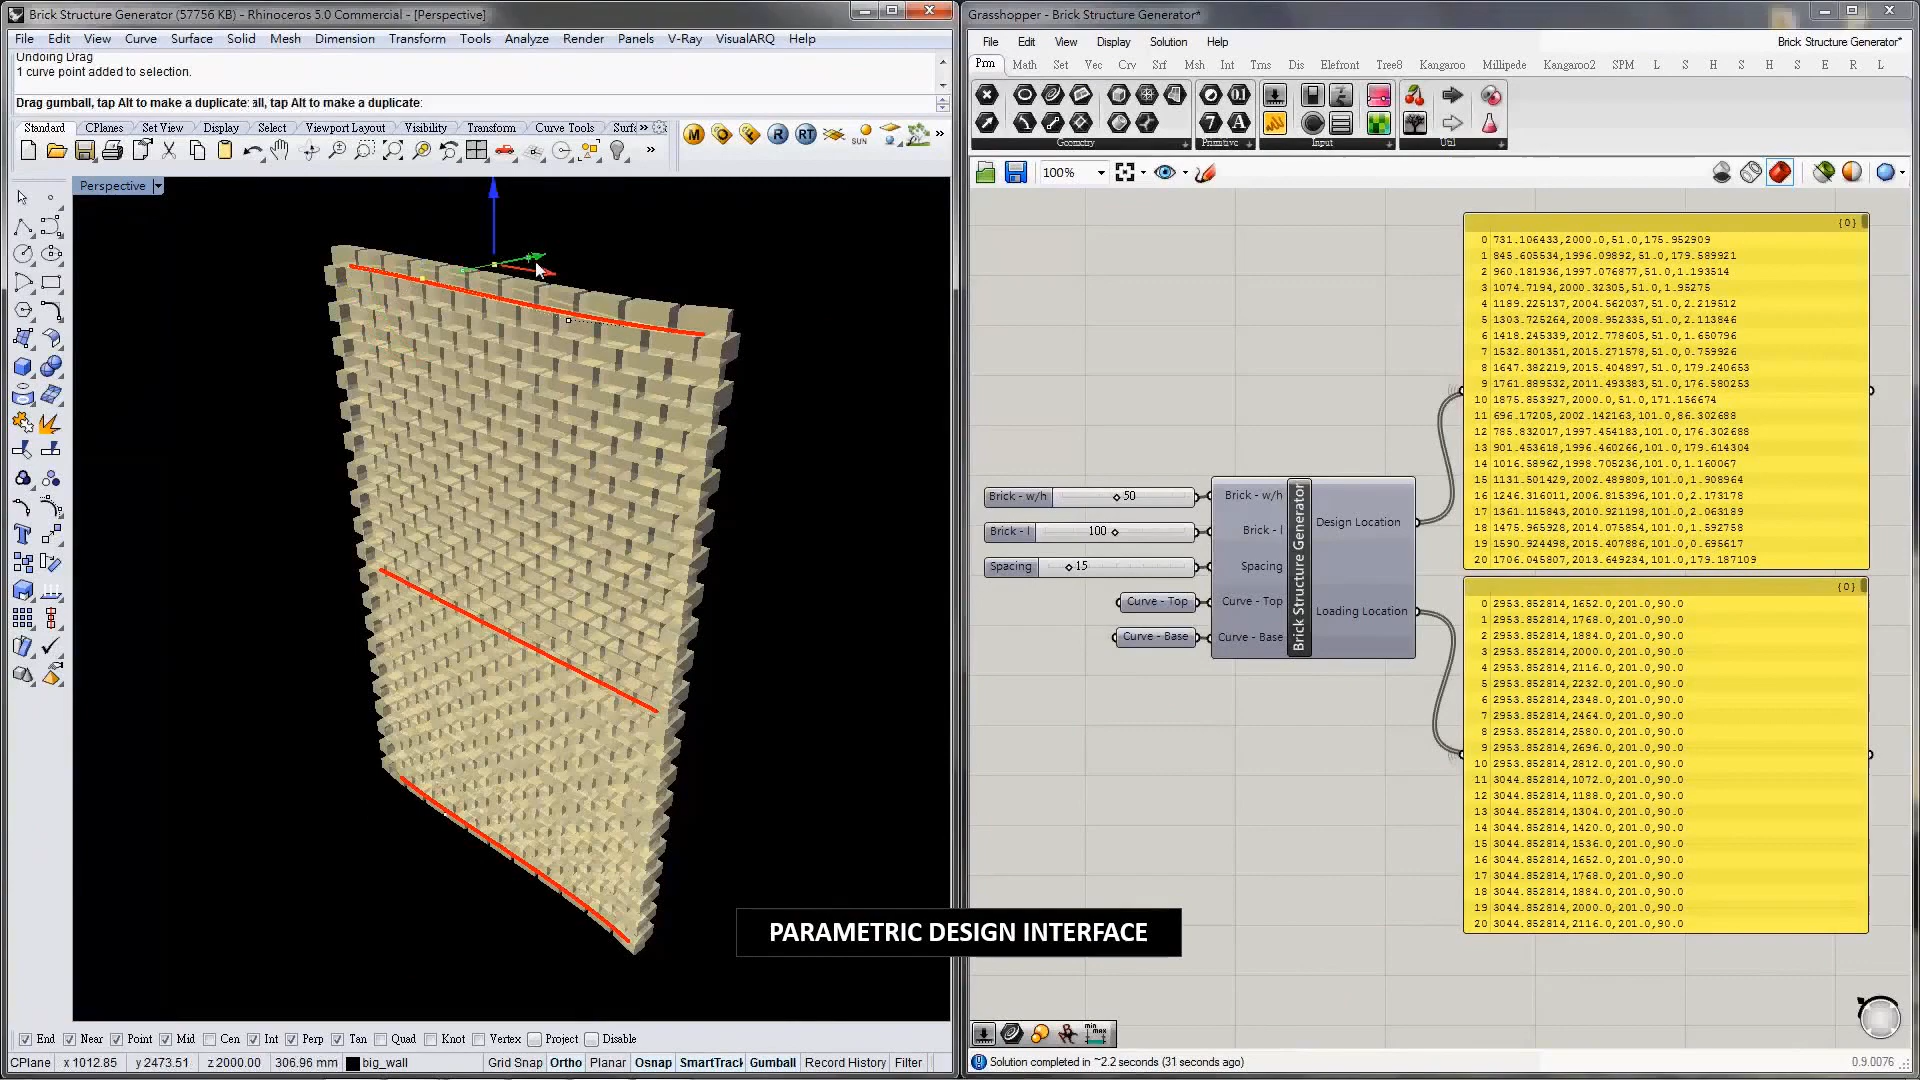 Brick Structure Generator (57756 KB) - Rhinoceros 5.0 Commercial - [Perspective]
File Edit View Curve Surface Solid Mesh Dimension Transform Tools Analyze Render Panels V-Ray VisualARQ Help
Undoing Drag
1 curve point added to selection.
Drag gumball, tap Alt to make a duplicate: all, tap Alt to make a duplicate:
Standard CPlanes Set View Display Select Viewport Layout Visibility Transform Curve Tools Surfa
M R RT SUN
Perspective
End Near Point Mid Cen Int Perp Tan Quad Knot Vertex Project Disable
CPlane x 1012.85 y 2473.51 z 2000.00 306.96 mm big_wall Grid Snap Ortho Planar Osnap SmartTrack Gumball Record History Filter
PARAMETRIC DESIGN INTERFACE
Grasshopper - Brick Structure Generator*
File Edit View Display Solution Help
Brick Structure Generator*
Prm Math Set Vec Crv Srf Msh Int Trns Dis Elefront Tree8 Kangaroo Millipede Kangaroo2 SPM L S H S H S E R L
Geometry Primitive Input Util
100%
Brick - w/h 50
Brick - l 100
Spacing 15
Curve - Top
Curve - Base
Brick - w/h
Brick - l
Spacing
Curve - Top
Curve - Base
Brick Structure Generator
Design Location
Loading Location
{0}
0 731.106433,2000.0,51.0,175.952909
1 845.605534,1996.09892,51.0,179.589921
2 960.181936,1997.076877,51.0,1.193514
3 1074.7194,2000.32305,51.0,1.95275
4 1189.225137,2004.562037,51.0,2.219512
5 1303.725264,2008.952335,51.0,2.113846
6 1418.245339,2012.778605,51.0,1.650796
7 1532.801351,2015.271578,51.0,0.759926
8 1647.382219,2015.404897,51.0,179.240653
9 1761.889532,2011.493383,51.0,176.580253
10 1875.853927,2000.0,51.0,171.156674
11 696.17205,2002.142163,101.0,86.302688
12 785.832017,1997.454183,101.0,176.302688
13 901.453618,1996.460266,101.0,179.614304
14 1016.58962,1998.705236,101.0,1.160067
15 1131.501429,2002.489809,101.0,1.908964
16 1246.316011,2006.815396,101.0,2.173178
17 1361.115843,2010.921198,101.0,2.063189
18 1475.965928,2014.075854,101.0,1.592758
19 1590.924498,2015.407886,101.0,0.695617
20 1706.045807,2013.649234,101.0,179.187109
{0}
0 2953.852814,1652.0,201.0,90.0
1 2953.852814,1768.0,201.0,90.0
2 2953.852814,1884.0,201.0,90.0
3 2953.852814,2000.0,201.0,90.0
4 2953.852814,2116.0,201.0,90.0
5 2953.852814,2232.0,201.0,90.0
6 2953.852814,2348.0,201.0,90.0
7 2953.852814,2464.0,201.0,90.0
8 2953.852814,2580.0,201.0,90.0
9 2953.852814,2696.0,201.0,90.0
10 2953.852814,2812.0,201.0,90.0
11 3044.852814,1072.0,201.0,90.0
12 3044.852814,1188.0,201.0,90.0
13 3044.852814,1304.0,201.0,90.0
14 3044.852814,1420.0,201.0,90.0
15 3044.852814,1536.0,201.0,90.0
16 3044.852814,1652.0,201.0,90.0
17 3044.852814,1768.0,201.0,90.0
18 3044.852814,1884.0,201.0,90.0
19 3044.852814,2000.0,201.0,90.0
20 3044.852814,2116.0,201.0,90.0
min max
Solution completed in ~2.2 seconds (31 seconds ago)
0.9.0076